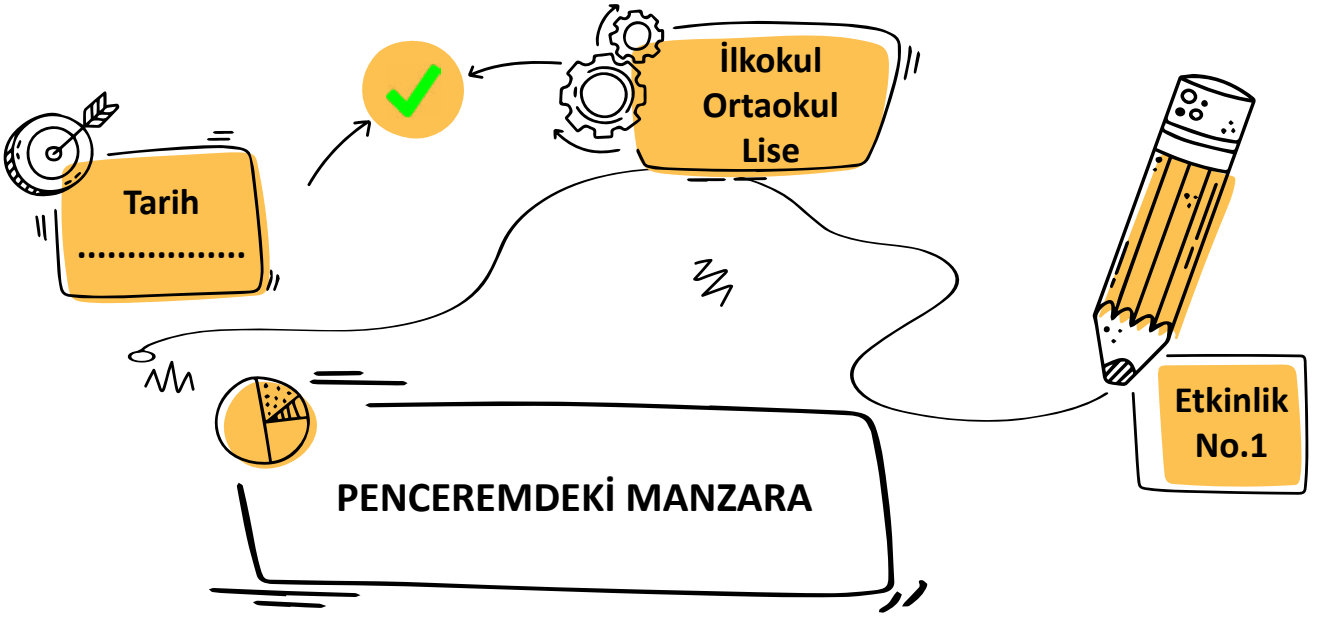 İlkokul
Ortaokul
Lise
Tarih
.................
Etkinlik
No.1
PENCEREMDEKİ MANZARA